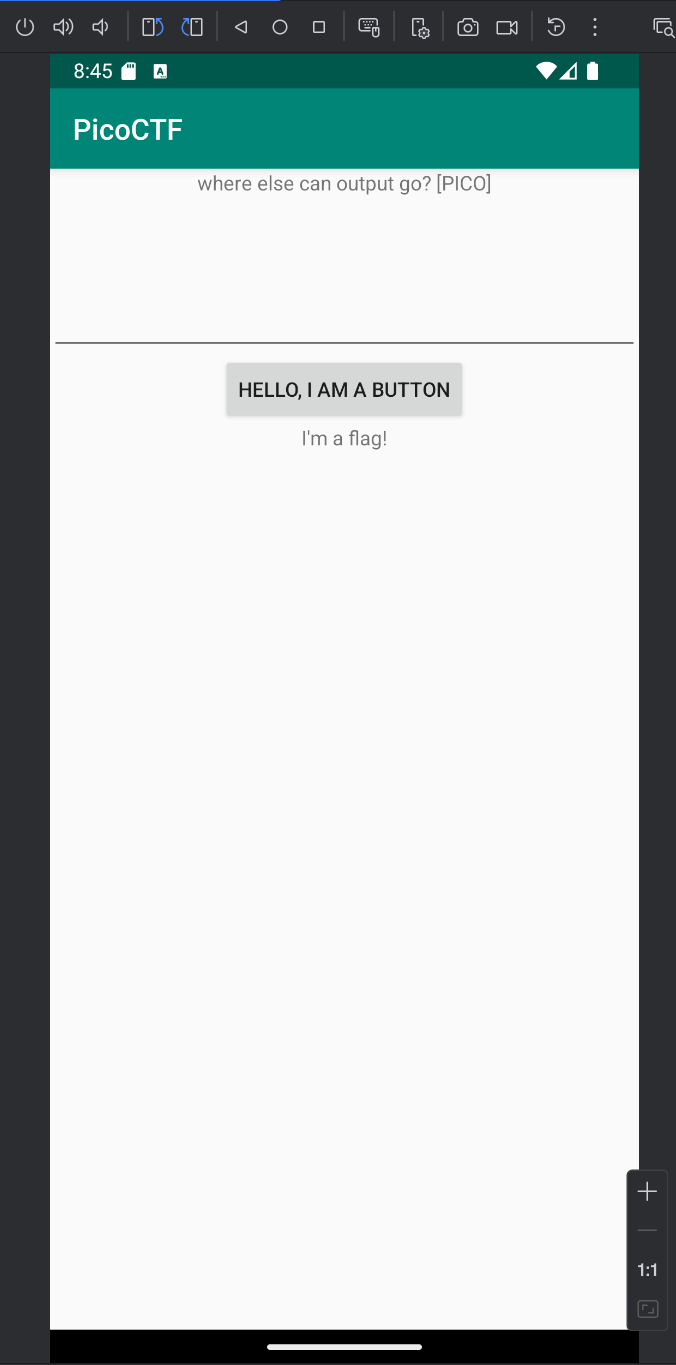 8:45
PicoCTF
where else can output go? [PICO]
HELLO, I AM A BUTTON
I'm a flag!
1:1